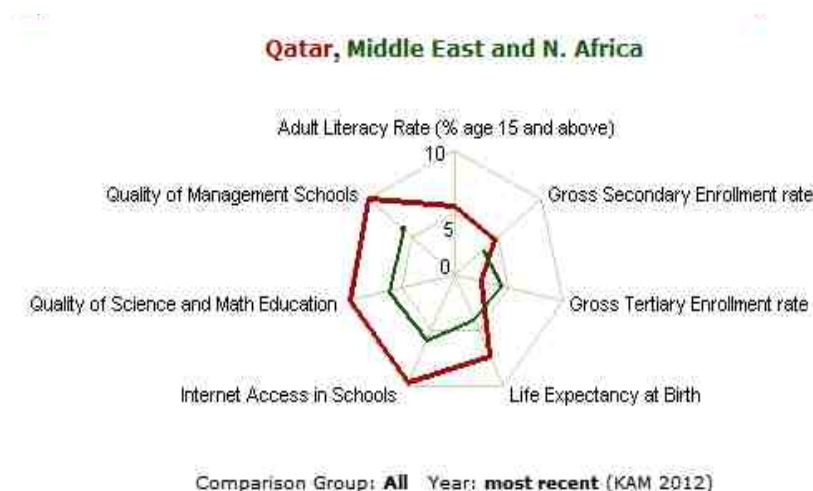 Qatar, Middle East and N. Africa
Adult Literacy Rate (% age 15 and above)
10
Quality of Management Schools
Gross Secondary Enrollment rate
5
0
Quality of Science and Math Education
Gross Tertiary Enrollment rate
Internet Access in Schools
Life Expectancy at Birth
Comparison Group: All Year: most recent (KAM 2012)